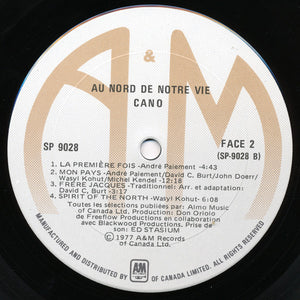 A & M
AU NORD DE NOTRE VIE
CANO
SP 9028
FACE 2
(SP-9028 B)
1. LA PREMIÈRE FOIS -André Paiement -4:43
2. MON PAYS -André Paiement/David C. Burt/John Doerr/
Wasyl Kohut/Michel Kendel -12:18
3. FRÈRE JACQUES -Traditionnel: Arr. et adaptation:
David C. Burt -3:19
4. SPIRIT OF THE NORTH -Wasyl Kohut- 6:08
Toutes les sélections publiées par: Almo Music
of Canada Ltd./Production: Don Oriolo
de Freeflow Productions en co-operation
avec Blackwood Productions. Prise de
son: ED STASIUM
℗ 1977 A&M Records
of Canada Ltd.
MANUFACTURED AND DISTRIBUTED BY A&M RECORDS OF CANADA LIMITED. ALL RIGHTS RESERVED.